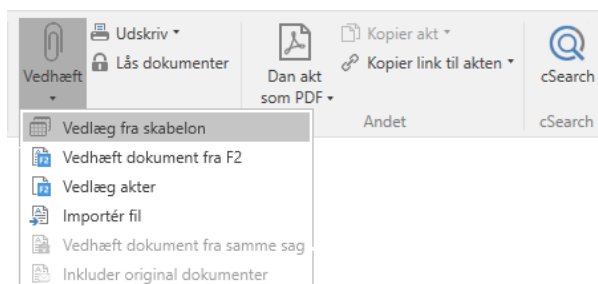 Vedhæft
Udskriv
Lås dokumenter
Dan akt
som PDF
Kopier akt
Kopier link til akten
Andet
cSearch
cSearch
Vedlæg fra skabelon
Vedhæft dokument fra F2
Vedlæg akter
Importér fil
Vedhæft dokument fra samme sag
Inkluder original dokumenter